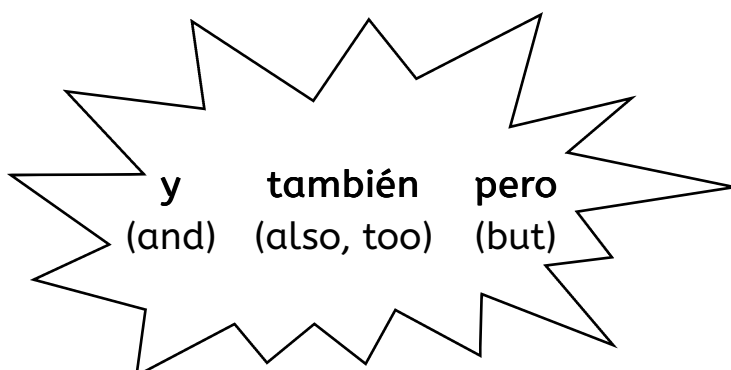 y también pero
(and) (also, too) (but)